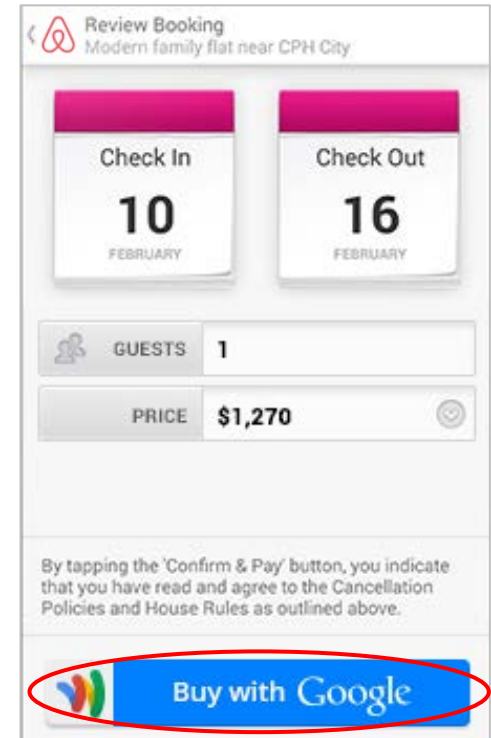 Review Booking
Modern family flat near CPH City
Check In
10
FEBRUARY
Check Out
16
FEBRUARY
GUESTS 1
PRICE $1,270
By tapping the 'Confirm & Pay' button, you indicate
that you have read and agree to the Cancellation
Policies and House Rules as outlined above.
Buy with Google